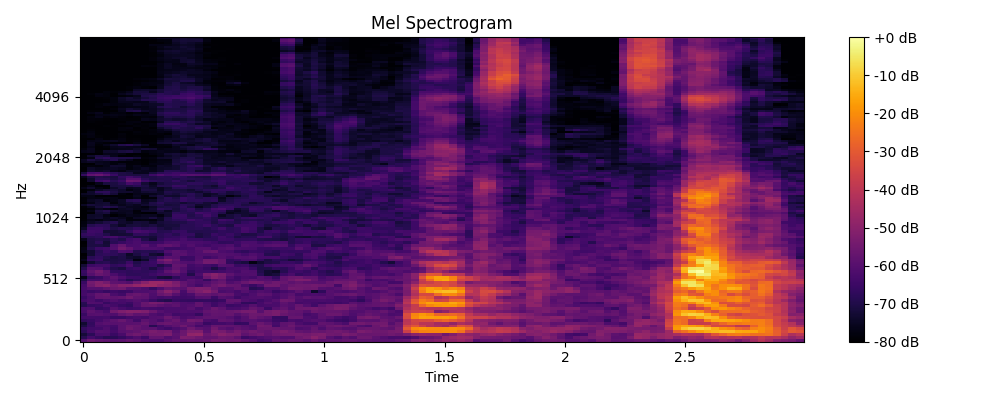 Mel Spectrogram
+0 dB
-10 dB
-20 dB
-30 dB
-40 dB
-50 dB
-60 dB
-70 dB
-80 dB
Hz
4096
2048
1024
512
0
0
0.5
1
1.5
2
2.5
Time